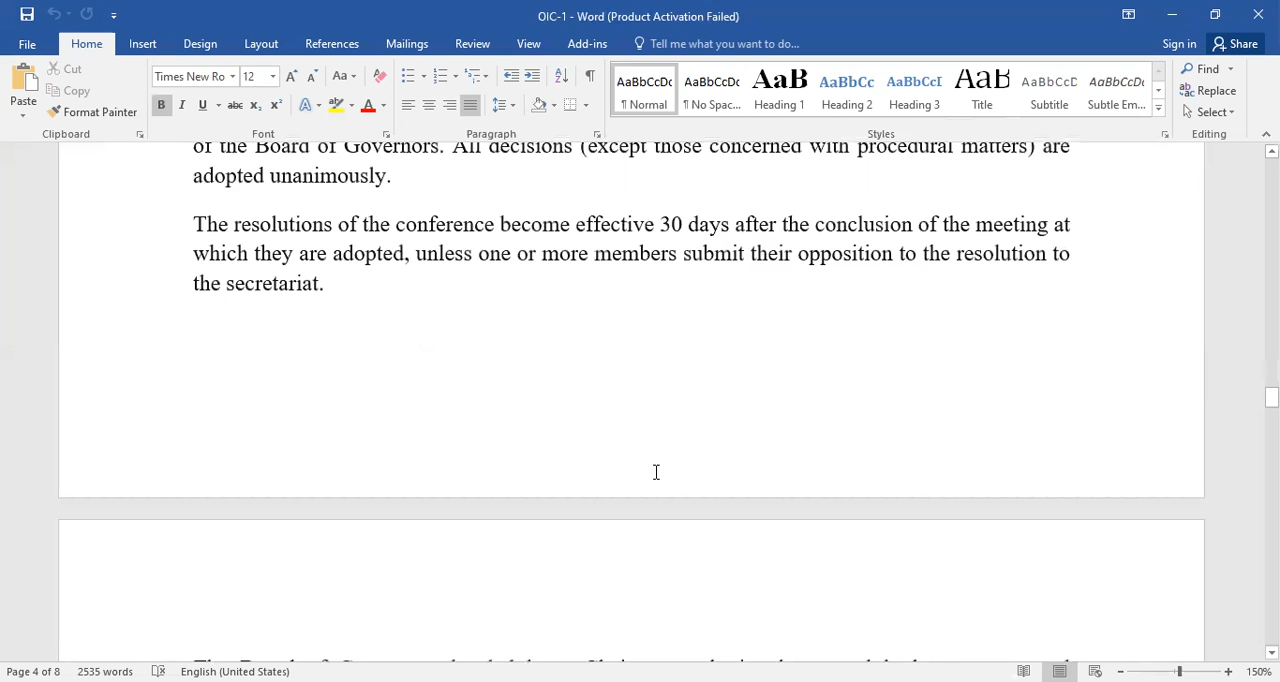 OIC-1 - Word (Product Activation Failed)
File Home Insert Design Layout References Mailings Review View Add-ins Tell me what you want to do... Sign in Share
Paste Cut Copy Format Painter
Times New Ro 12
AaBbCcDc AaBbCcDc AaB AaBbCc AaBbCcI AaB AaBbCcD AaBbCcDc
¶ Normal ¶ No Spac... Heading 1 Heading 2 Heading 3 Title Subtitle Subtle Em...
Find Replace Select
Clipboard Font Paragraph Styles Editing
of the Board of Governors. All decisions (except those concerned with procedural matters) are
adopted unanimously.
The resolutions of the conference become effective 30 days after the conclusion of the meeting at
which they are adopted, unless one or more members submit their opposition to the resolution to
the secretariat.
Page 4 of 8 2535 words English (United States) 150%